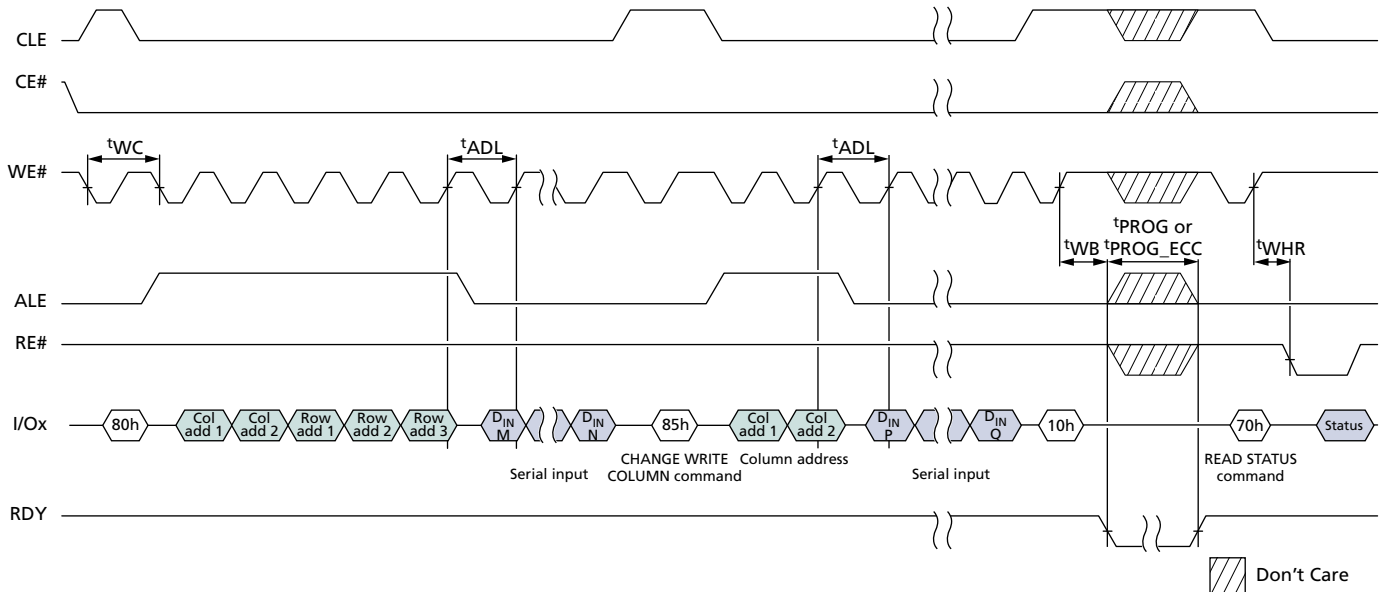 CLE
CE#
tWC
tADL
tADL
WE#
tPROG or
tWB tPROG_ECC
tWHR
ALE
RE#
I/Ox
80h
Col add 1
Col add 2
Row add 1
Row add 2
Row add 3
DIN M
DIN N
85h
Col add 1
Col add 2
DIN P
DIN Q
10h
70h
Status
Serial input
CHANGE WRITE
COLUMN command
Column address
Serial input
READ STATUS
command
RDY
Don't Care